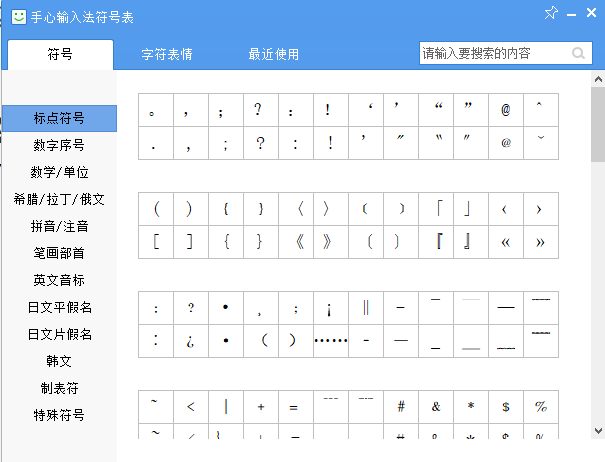 手心输入法符号表
符号 字符表情 最近使用 请输入要搜索的内容
标点符号
数字序号
数学/单位
希腊/拉丁/俄文
拼音/注音
笔画部首
英文音标
日文平假名
日文片假名
韩文
制表符
特殊符号
。 ， ； ？ ： ！ ‘ ’ “ ” @ ˆ
. , ; ? : ! ’ 〃 〝 〞 @ ˇ
( ) { } 〈 〉 ﹝ ﹞ 「 」 ‹ ›
[ ] { } 《 》 〔 〕 『 』 « »
: ? • ¸ ; ¡ ‖ –
: ¿ • ( ) …… - —
~ < | + = # & * $ %